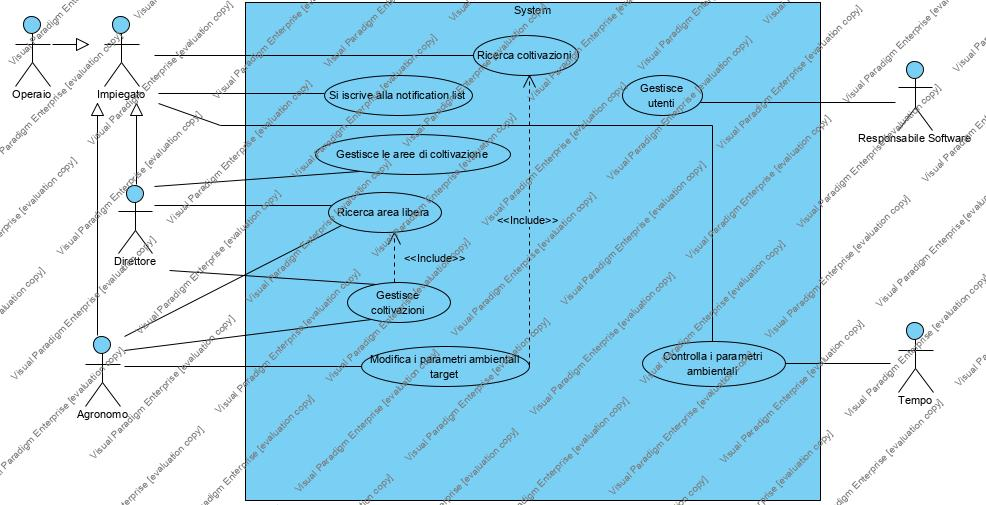 System
Operaio
Impiegato
Ricerca coltivazioni
Si iscrive alla notification list
Gestisce
utenti
Responsabile Software
Gestisce le aree di coltivazione
Ricerca area libera
<<Include>>
<<Include>>
Direttore
Gestisce
coltivazioni
Modifica i parametri ambientali
target
Controlla i parametri
ambientali
Agronomo
Tempo
Visual Paradigm Enterprise [evaluation copy]